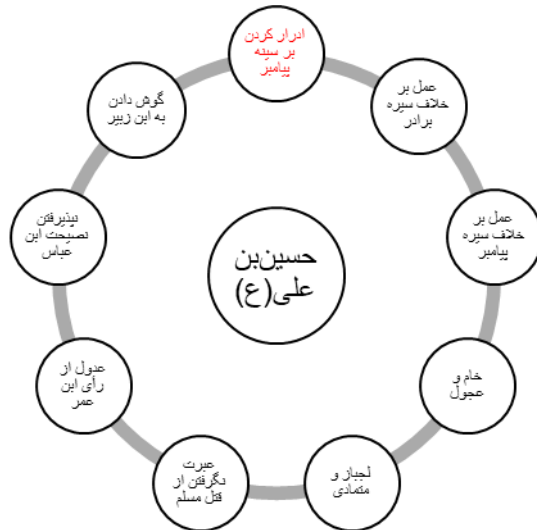 ادرار کردن
بر سینه
پیامبر
عمل بر
خلاف سیره
برادر
عمل بر
خلاف سیره
پیامبر
خام و
عجول
لجباز و
متمادی
عبرت
نگرفتن از
قتل مسلم
عدول از
رأی ابن
عمر
نپذیرفتن
نصیحت ابن
عباس
گوش دادن
به ابن زبیر
حسین‌بن
علی(ع)